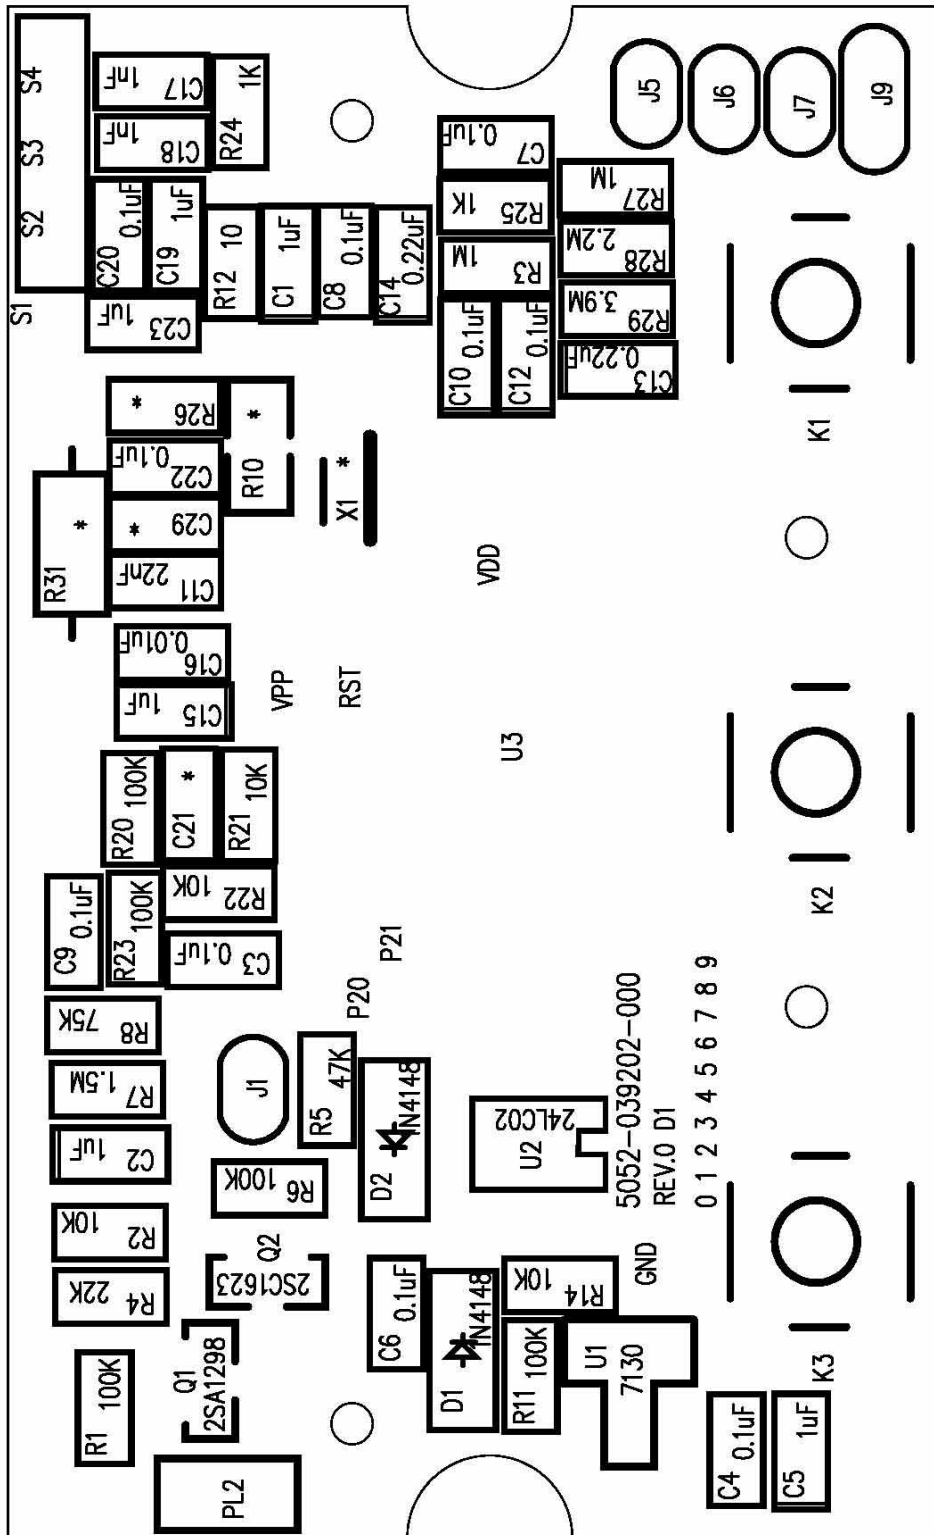 S4
S3
S2
S1
1nF C17
1nF C18
R24 1K
C20 0.1uF
C19 1uF
R12 10
C1 1uF
C8 0.1uF
C14 0.22uF
C23 1uF
0.1uF C7
1K R25
1M R3
C10 0.1uF
C12 0.1uF
1M R27
2.2M R28
3.9M R29
0.22uF C13
J5
J6
J7
J9
K1
* R26
0.1uF C22
* C29
22nF C11
R10 *
X1 *
R31 *
VDD
0.01uF C16
1uF C15
VPP
RST
U3
R20 100K
C21 *
R21 10K
10K R22
C9 0.1uF
R23 100K
0.1uF C3
K2
P21
P20
75K R8
1.5M R7
1uF C2
J1
R5 47K
D2 IN4148
100K R6
24LC02
U2
5052-039202-000
REV.0 D1
0 1 2 3 4 5 6 7 8 9
10K R2
22K R4
Q2
2SC1623
C6 0.1uF
D1 IN4148
10K R14
GND
R1 100K
Q1
2SA1298
R11 100K
U1
7130
K3
PL2
C4 0.1uF
C5 1uF